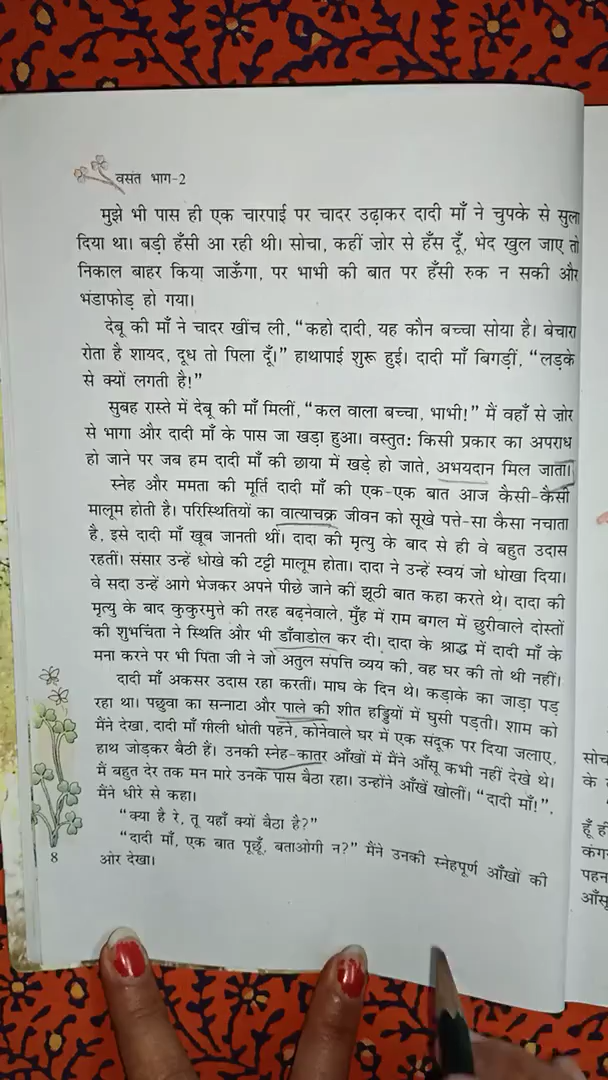 वसंत भाग-2
मुझे भी पास ही एक चारपाई पर चादर उढ़ाकर दादी माँ ने चुपके से सुला
दिया था। बड़ी हँसी आ रही थी। सोचा, कहीं ज़ोर से हँस दूँ, भेद खुल जाए तो
निकाल बाहर किया जाऊँगा, पर भाभी की बात पर हँसी रुक न सकी और
भंडाफोड़ हो गया।
देबू की माँ ने चादर खींच ली, “कहो दादी, यह कौन बच्चा सोया है। बेचारा
रोता है शायद, दूध तो पिला दूँ।” हाथापाई शुरू हुई। दादी माँ बिगड़ीं, “लड़के
से क्यों लगती है!”
सुबह रास्ते में देबू की माँ मिलीं, “कल वाला बच्चा, भाभी!” मैं वहाँ से ज़ोर
से भागा और दादी माँ के पास जा खड़ा हुआ। वस्तुतः किसी प्रकार का अपराध
हो जाने पर जब हम दादी माँ की छाया में खड़े हो जाते, अभयदान मिल जाता।
स्नेह और ममता की मूर्ति दादी माँ की एक-एक बात आज कैसी-कैसी
मालूम होती है। परिस्थितियों का वात्याचक्र जीवन को सूखे पत्ते-सा कैसा नचाता
है, इसे दादी माँ खूब जानती थीं। दादा की मृत्यु के बाद से ही वे बहुत उदास
रहतीं। संसार उन्हें धोखे की टट्टी मालूम होता। दादा ने उन्हें स्वयं जो धोखा दिया।
वे सदा उन्हें आगे भेजकर अपने पीछे जाने की झूठी बात कहा करते थे। दादा की
मृत्यु के बाद कुकुरमुत्ते की तरह बढ़नेवाले, मुँह में राम बगल में छुरीवाले दोस्तों
की शुभचिंता ने स्थिति और भी डाँवाडोल कर दी। दादा के श्राद्ध में दादी माँ के
मना करने पर भी पिता जी ने जो अतुल संपत्ति व्यय की, वह घर की तो थी नहीं।
दादी माँ अकसर उदास रहा करतीं। माघ के दिन थे। कड़ाके का जाड़ा पड़
रहा था। पछुवा का सन्नाटा और पाले की शीत हड्डियों में घुसी पड़ती। शाम को
मैंने देखा, दादी माँ गीली धोती पहने, कोनेवाले घर में एक संदूक पर दिया जलाए,
हाथ जोड़कर बैठी हैं। उनकी स्नेह-कातर आँखों में मैंने आँसू कभी नहीं देखे थे।
मैं बहुत देर तक मन मारे उनके पास बैठा रहा। उन्होंने आँखें खोलीं। “दादी माँ!”,
मैंने धीरे से कहा।
“क्या है रे, तू यहाँ क्यों बैठा है?”
“दादी माँ, एक बात पूछूँ, बताओगी न?” मैंने उनकी स्नेहपूर्ण आँखों की
ओर देखा।
8
सोच
के
हूँ ही
कंग
पहन
आँसू